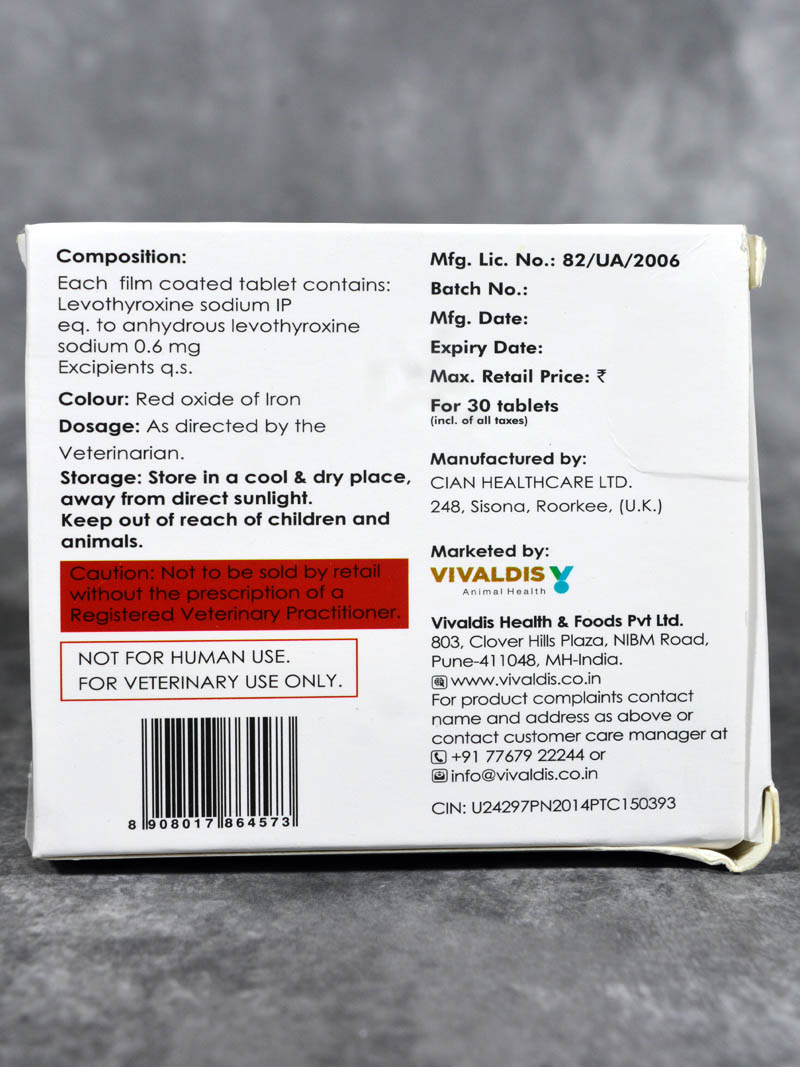 Composition:
Each film coated tablet contains:
Levothyroxine sodium IP
eq. to anhydrous levothyroxine
sodium 0.6 mg
Excipients q.s.
Colour: Red oxide of Iron
Dosage: As directed by the
Veterinarian.
Storage: Store in a cool & dry place,
away from direct sunlight.
Keep out of reach of children and
animals.
Caution: Not to be sold by retail
without the prescription of a
Registered Veterinary Practitioner.
NOT FOR HUMAN USE.
FOR VETERINARY USE ONLY.
8 908017 864573
Mfg. Lic. No.: 82/UA/2006
Batch No.:
Mfg. Date:
Expiry Date:
Max. Retail Price: ₹
For 30 tablets
(incl. of all taxes)
Manufactured by:
CIAN HEALTHCARE LTD.
248, Sisona, Roorkee, (U.K.)
Marketed by:
VIVALDIS
Animal Health
Vivaldis Health & Foods Pvt Ltd.
803, Clover Hills Plaza, NIBM Road,
Pune-411048, MH-India.
www.vivaldis.co.in
For product complaints contact
name and address as above or
contact customer care manager at
+91 77679 22244 or
info@vivaldis.co.in
CIN: U24297PN2014PTC150393